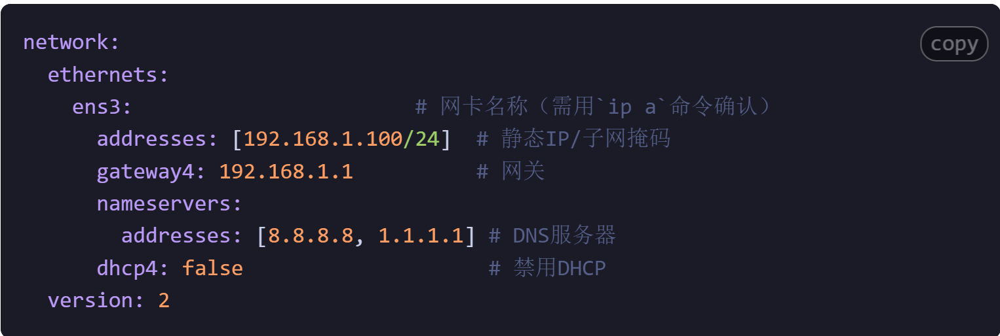 copy
network:
  ethernets:
    ens3:                       # 网卡名称（需用`ip a`命令确认）
      addresses: [192.168.1.100/24]  # 静态IP/子网掩码
      gateway4: 192.168.1.1          # 网关
      nameservers:
        addresses: [8.8.8.8, 1.1.1.1] # DNS服务器
      dhcp4: false                    # 禁用DHCP
  version: 2